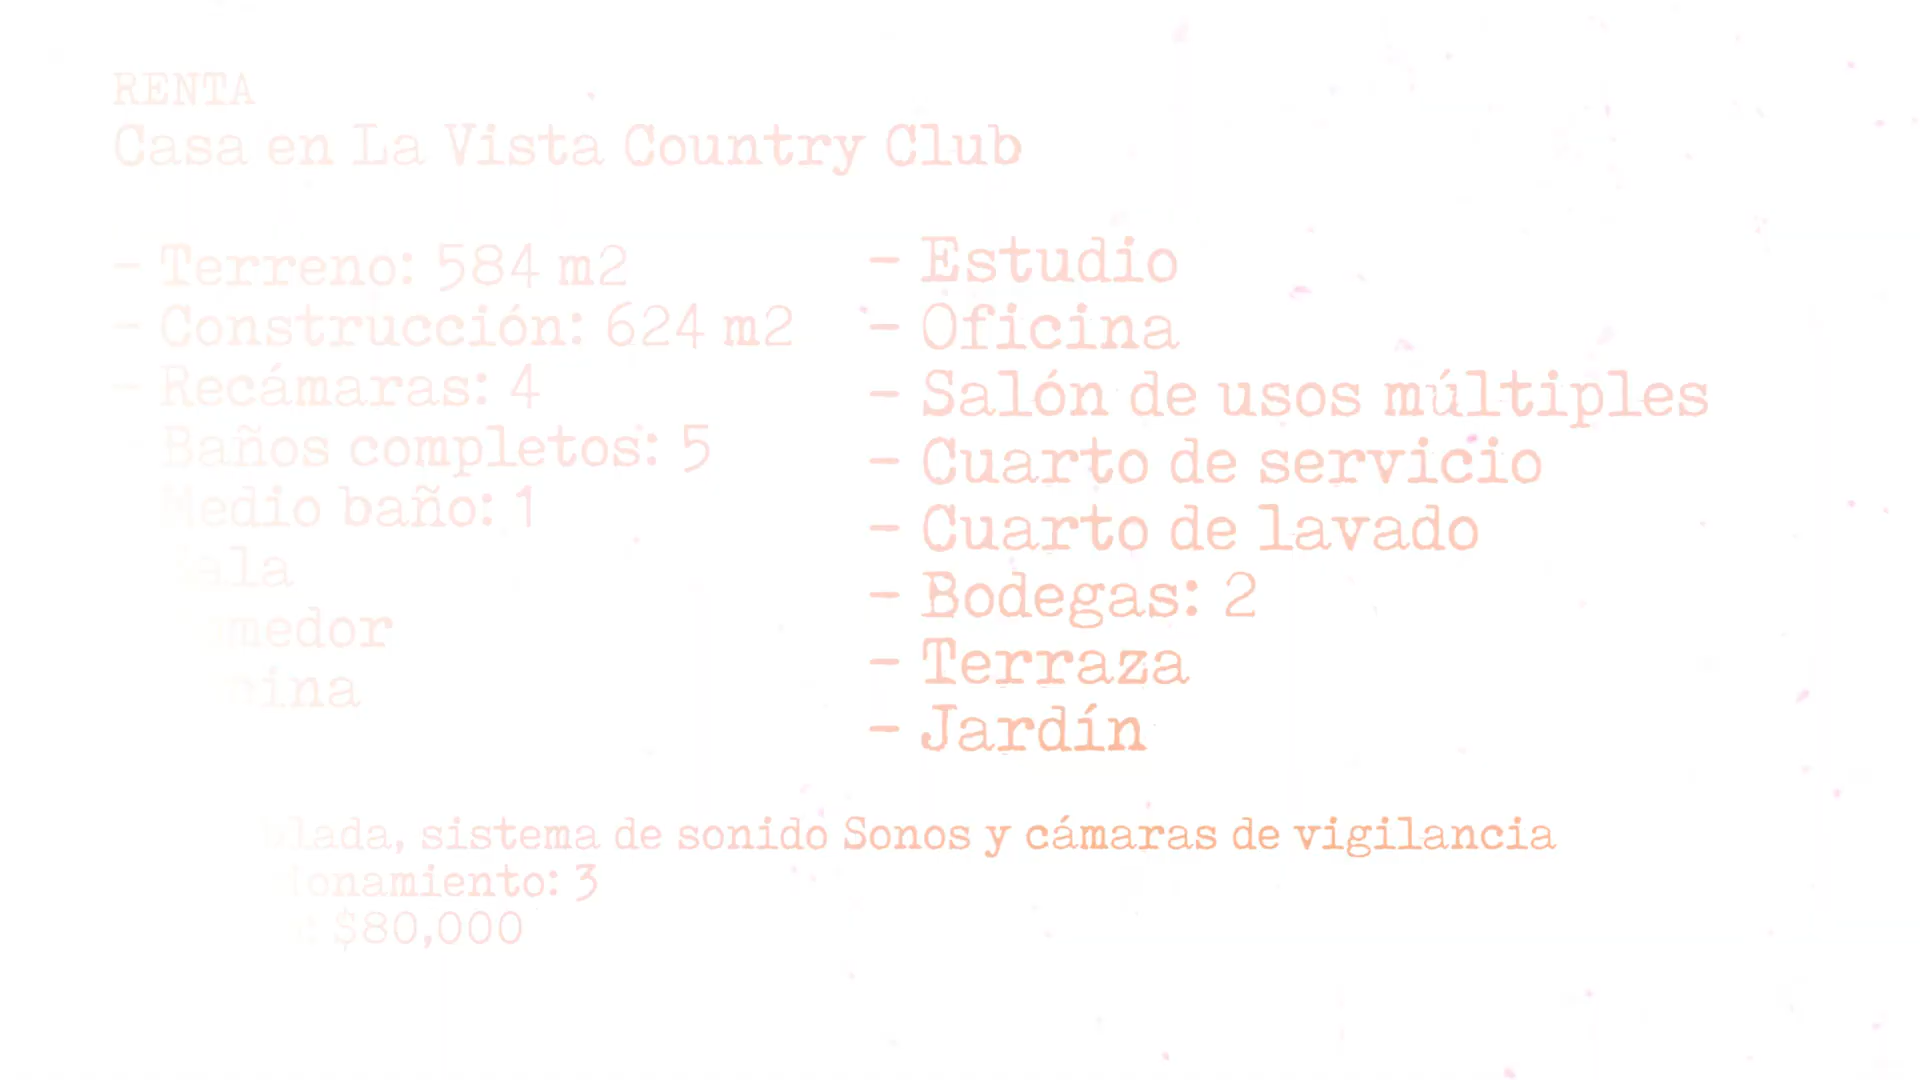 RENTA
Casa en La Vista Country Club
- Terreno: 584 m2
- Construcción: 624 m2
- Recámaras: 4
Baños completos: 5
Medio baño: 1
- Estudio
- Oficina
- Salón de usos múltiples
- Cuarto de servicio
- Cuarto de lavado
- Bodegas: 2
- Terraza
- Jardín
sistema de sonido Sonos y cámaras de vigilancia
3
$80,000